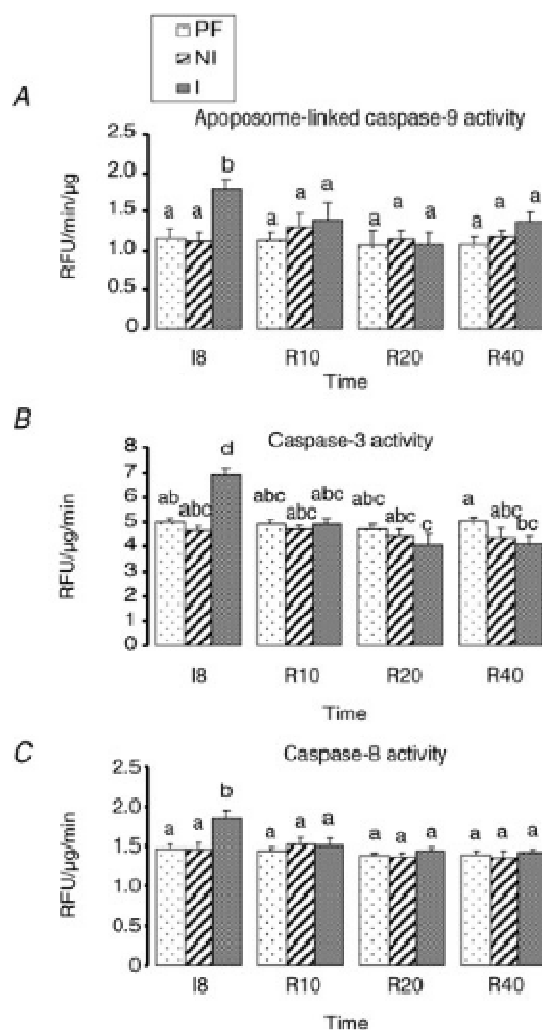 PF
NI
I
A
Apoposome-linked caspase-9 activity
2.5
2.0
1.5
1.0
0.5
0
RFU/min/µg
a a b a a a a a a a a a
I8 R10 R20 R40
Time
B
Caspase-3 activity
8
7
6
5
4
3
2
1
0
RFU/µg/min
ab abc d abc abc abc abc abc c a abc bc
I8 R10 R20 R40
Time
C
Caspase-8 activity
2.5
2.0
1.5
1.0
0.5
0
RFU/µg/min
a a b a a a a a a a a a
I8 R10 R20 R40
Time